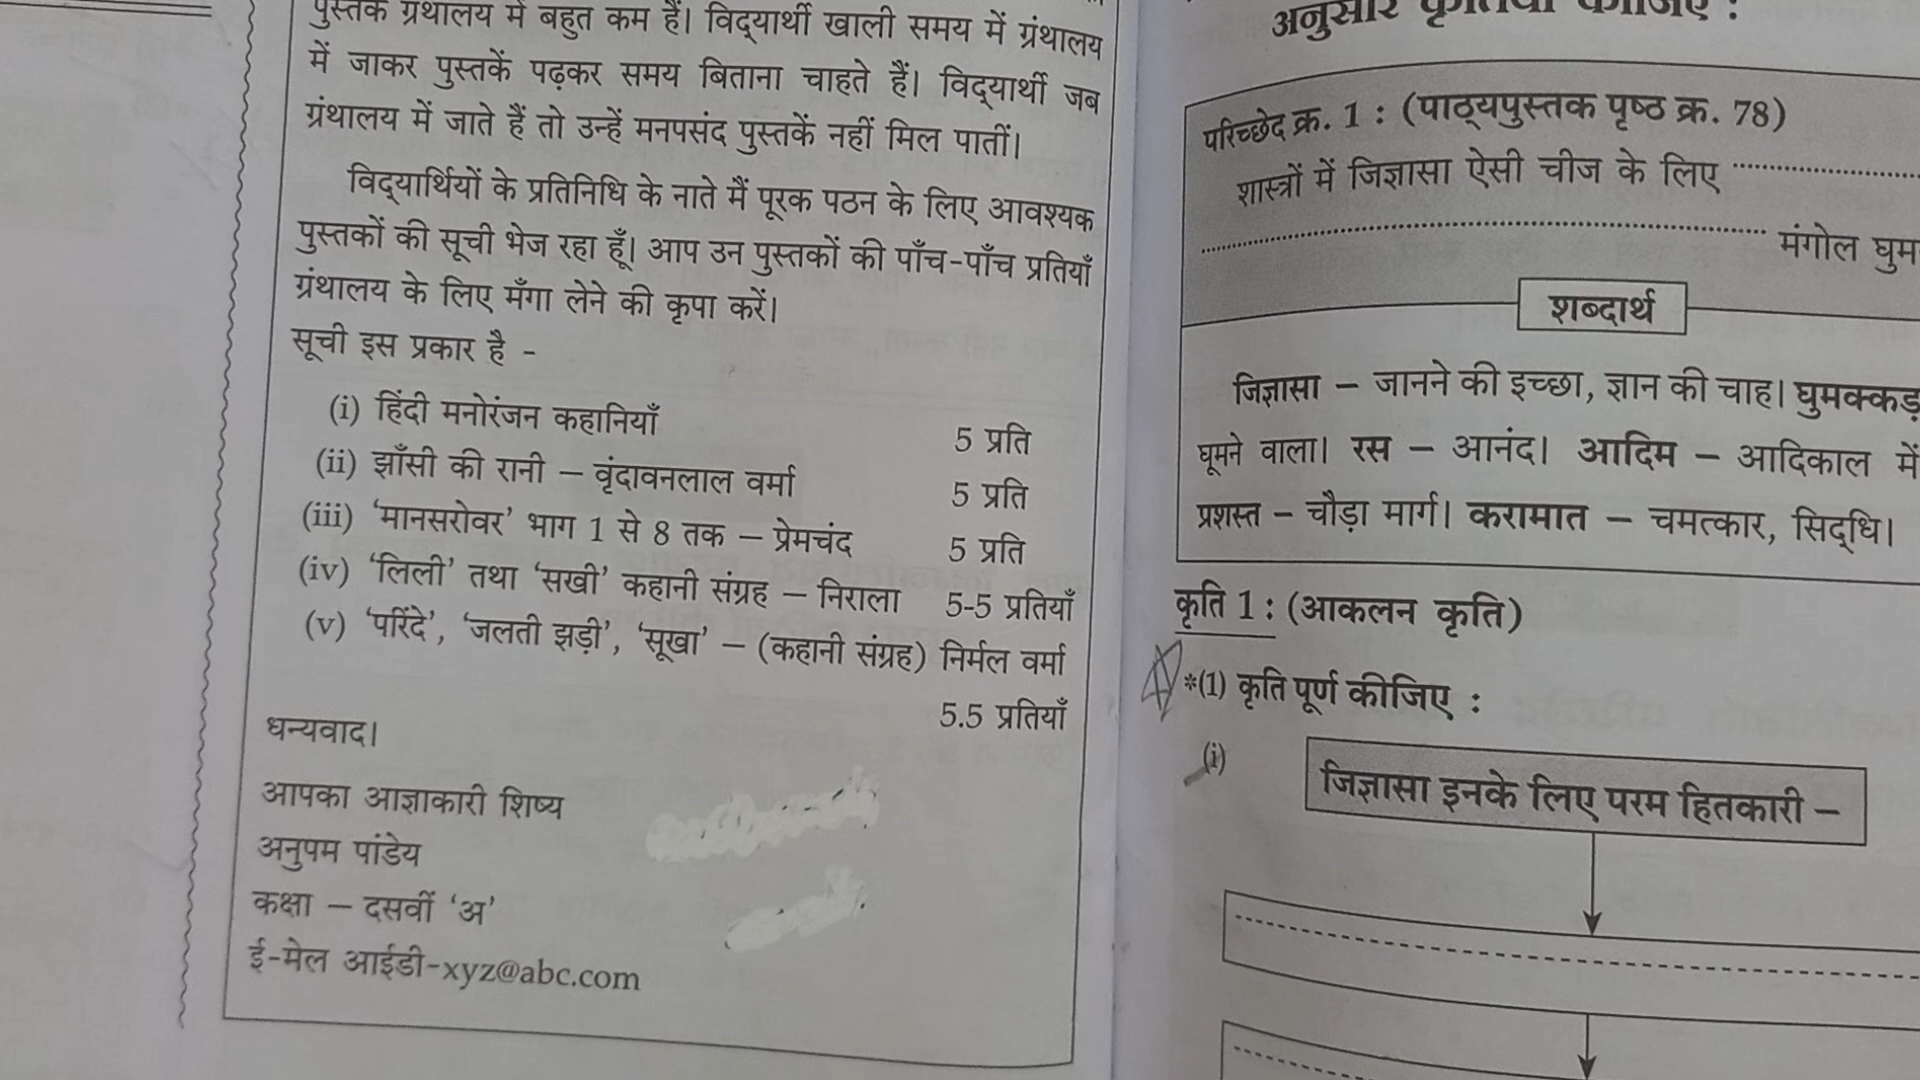 पुस्तकें ग्रंथालय में बहुत कम हैं। विद्‌यार्थी खाली समय में ग्रंथालय
में जाकर पुस्तकें पढ़कर समय बिताना चाहते हैं। विद्‌यार्थी जब
ग्रंथालय में जाते हैं तो उन्हें मनपसंद पुस्तकें नहीं मिल पातीं।
विद्‌यार्थियों के प्रतिनिधि के नाते मैं पूरक पठन के लिए आवश्यक
पुस्तकों की सूची भेज रहा हूँ। आप उन पुस्तकों की पाँच-पाँच प्रतियाँ
ग्रंथालय के लिए मँगा लेने की कृपा करें।
सूची इस प्रकार है -
(i) हिंदी मनोरंजन कहानियाँ 5 प्रति
(ii) झाँसी की रानी – वृंदावनलाल वर्मा 5 प्रति
(iii) ‘मानसरोवर’ भाग 1 से 8 तक – प्रेमचंद 5 प्रति
(iv) ‘लिली’ तथा ‘सखी’ कहानी संग्रह – निराला 5-5 प्रतियाँ
(v) ‘परिंदे’, ‘जलती झड़ी’, ‘सूखा’ – (कहानी संग्रह) निर्मल वर्मा
5.5 प्रतियाँ
धन्यवाद।
आपका आज्ञाकारी शिष्य
अनुपम पांडेय
कक्षा – दसवीं ‘अ’
ई-मेल आईडी-xyz@abc.com
अनुसार कृतियाँ कीजिए :
परिच्छेद क्र. 1 : (पाठ्‌यपुस्तक पृष्ठ क्र. 78)
शास्त्रों में जिज्ञासा ऐसी चीज के लिए ....................
.................................................. मंगोल घुम
शब्दार्थ
जिज्ञासा – जानने की इच्छा, ज्ञान की चाह। घुमक्कड़
घूमने वाला। रस – आनंद। आदिम – आदिकाल में
प्रशस्त – चौड़ा मार्ग। करामात – चमत्कार, सिद्‌धि।
कृति 1 : (आकलन कृति)
*(1) कृति पूर्ण कीजिए :
(i) जिज्ञासा इनके लिए परम हितकारी –